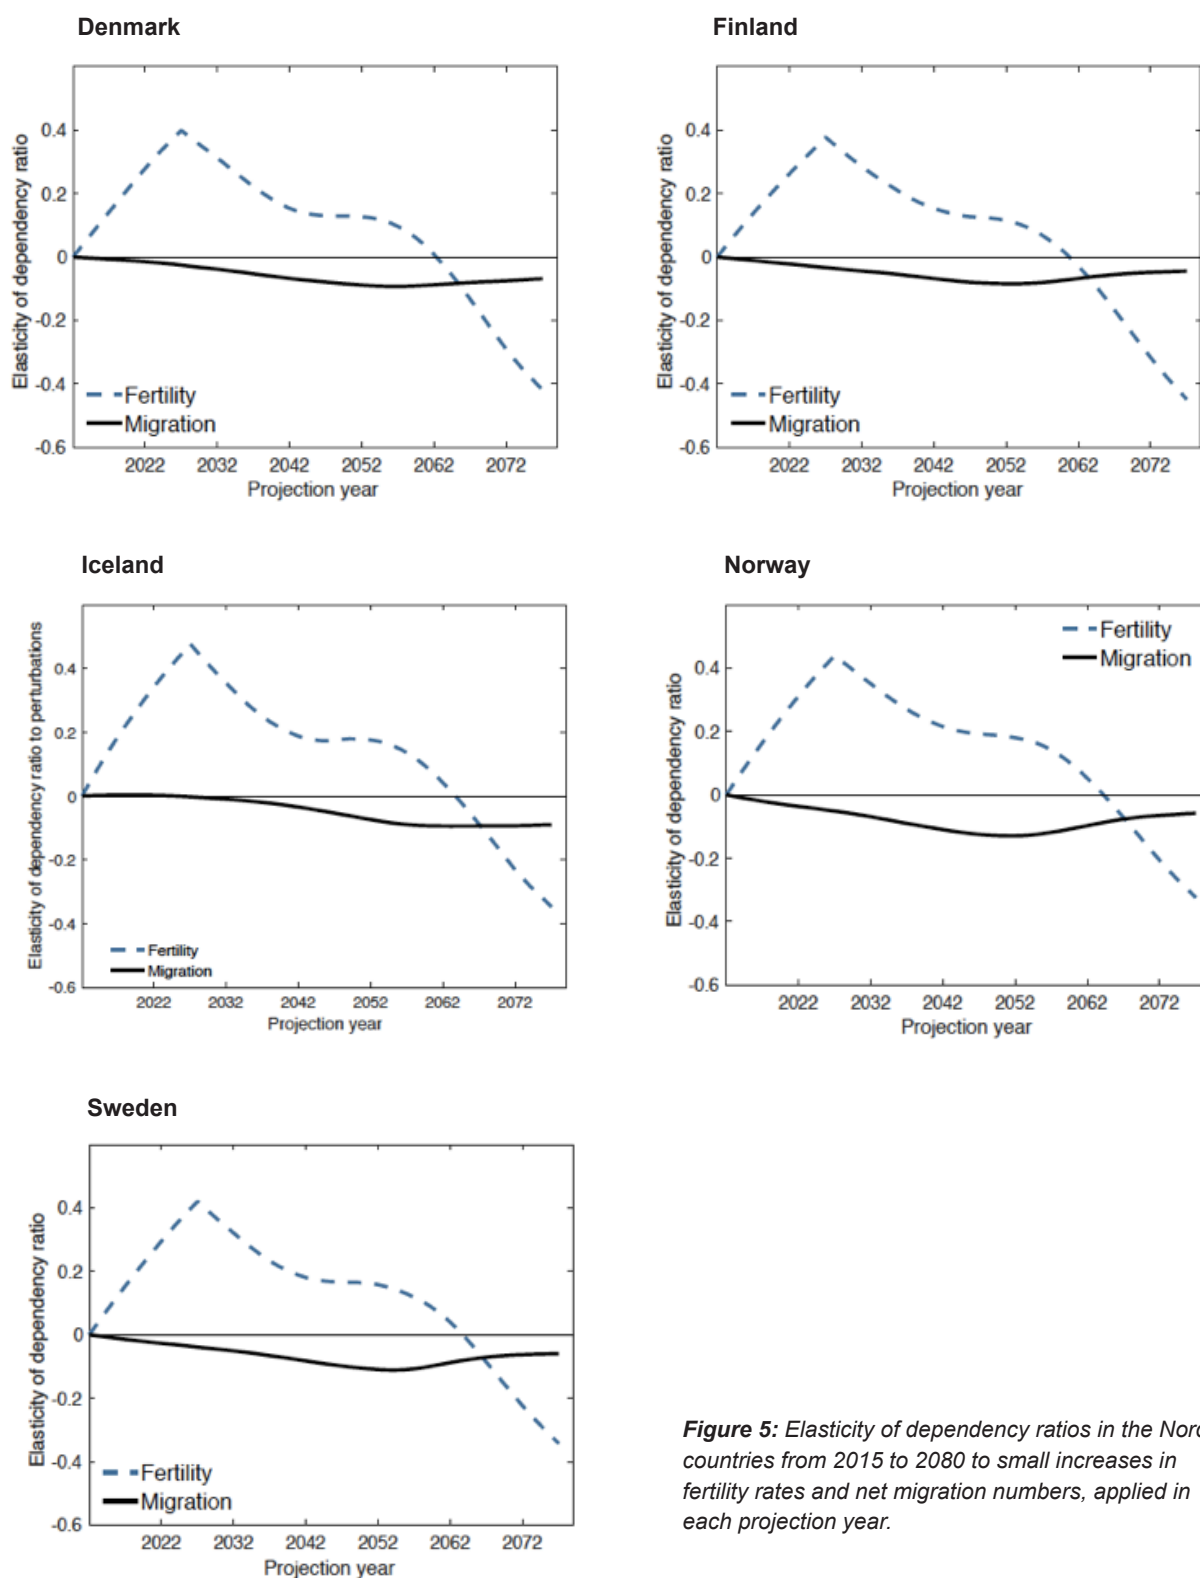 Denmark
Elasticity of dependency ratio
0.4
0.2
0
-0.2
-0.4
-0.6
Fertility
Migration
2022 2032 2042 2052 2062 2072
Projection year
Finland
Elasticity of dependency ratio
0.4
0.2
0
-0.2
-0.4
-0.6
Fertility
Migration
2022 2032 2042 2052 2062 2072
Projection year
Iceland
Elasticity of dependency ratio to perturbations
0.4
0.2
0
-0.2
-0.4
-0.6
Fertility
Migration
2022 2032 2042 2052 2062 2072
Projection year
Norway
Elasticity of dependency ratio
0.4
0.2
0
-0.2
-0.4
-0.6
Fertility
Migration
2022 2032 2042 2052 2062 2072
Projection year
Sweden
Elasticity of dependency ratio
0.4
0.2
0
-0.2
-0.4
-0.6
Fertility
Migration
2022 2032 2042 2052 2062 2072
Projection year
Figure 5: Elasticity of dependency ratios in the
countries from 2015 to 2080 to small increases in
fertility rates and net migration numbers, applied in
each projection year.